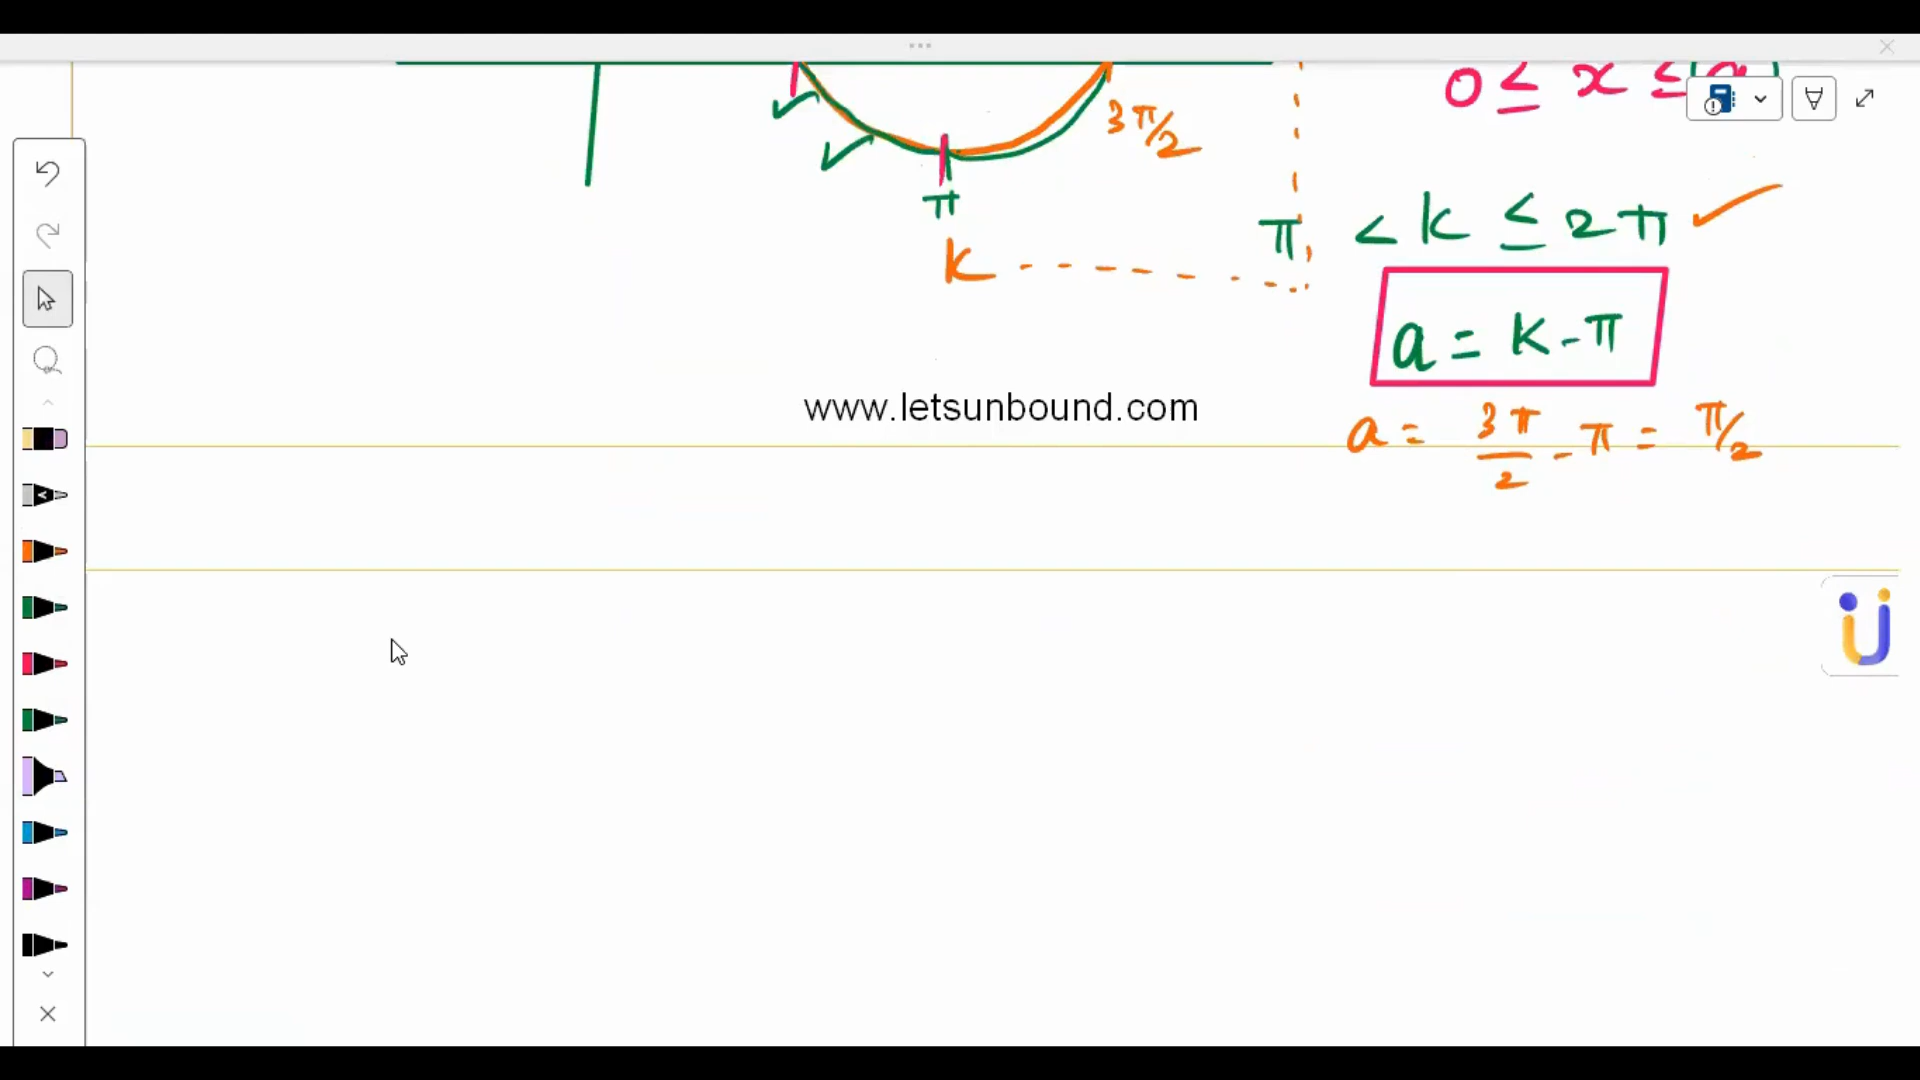 0 ≤ x ≤ a
3π/2
π
π < k ≤ 2π
k
a = k - π
www.letsunbound.com
a = 3π/2 - π = π/2